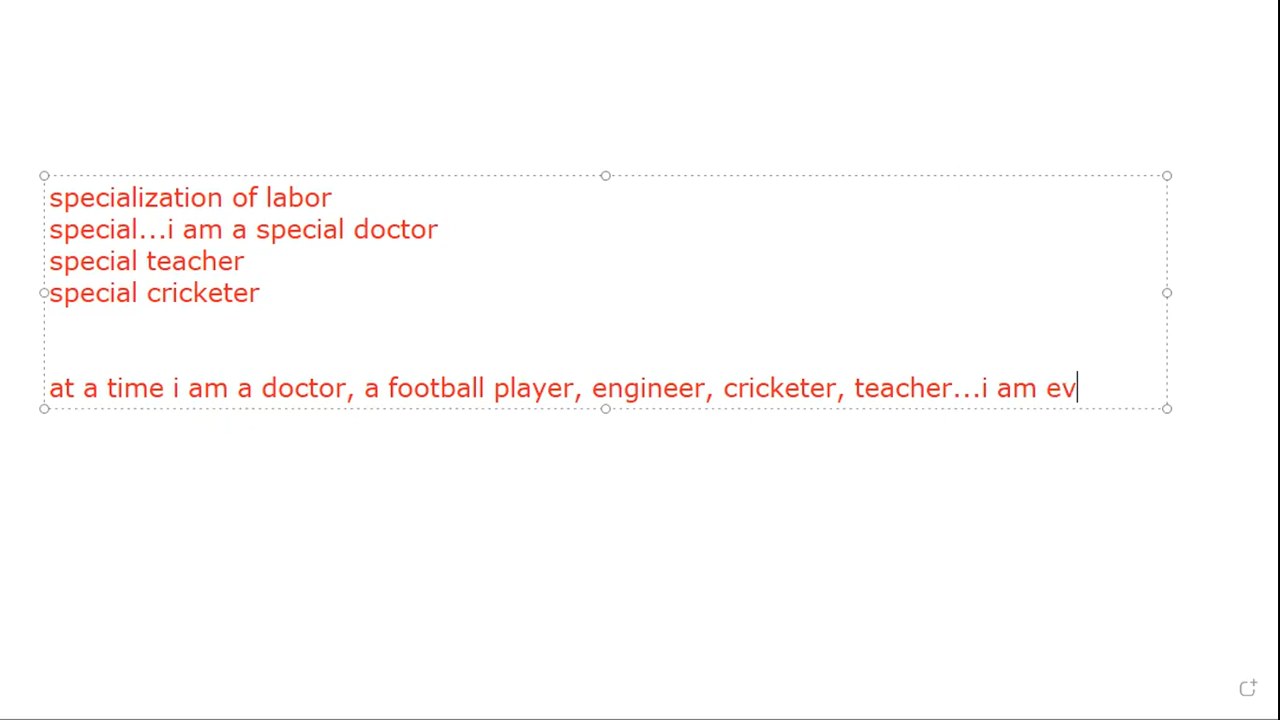 specialization of labor
special...i am a special doctor
special teacher
special cricketer
at a time i am a doctor, a football player, engineer, cricketer, teacher...i am ev